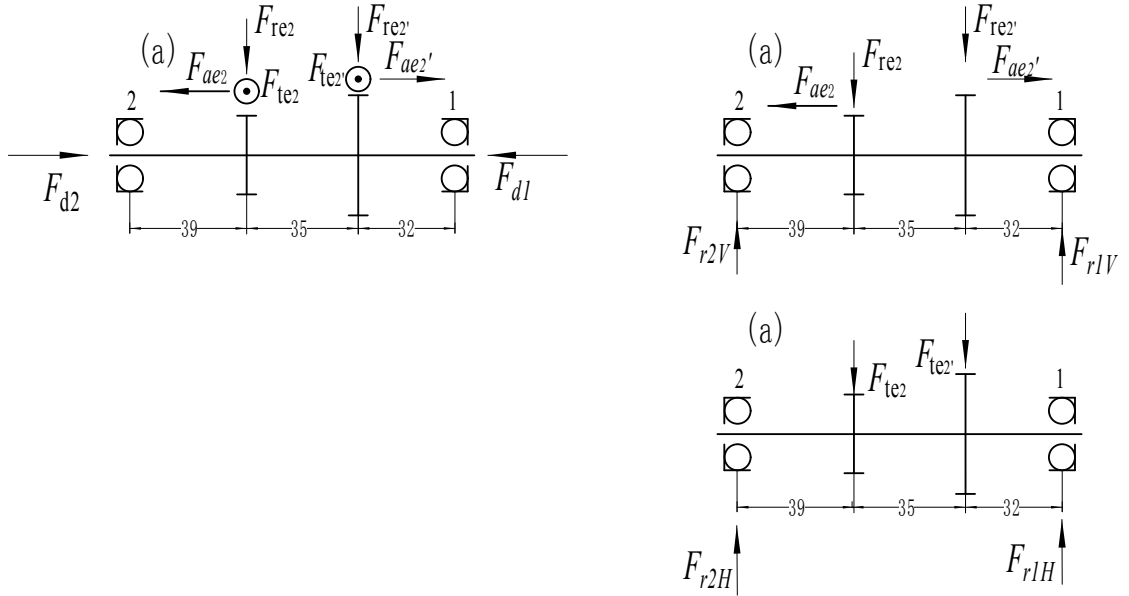 (a)
F_re2
F_re2'
F_ae2
F_te2
F_te2'
F_ae2'
2
1
F_d2
F_d1
39
35
32
(a)
F_re2
F_re2'
F_ae2
F_ae2'
2
1
39
35
32
F_r2V
F_r1V
(a)
F_te2
F_te2'
2
1
39
35
32
F_r2H
F_r1H